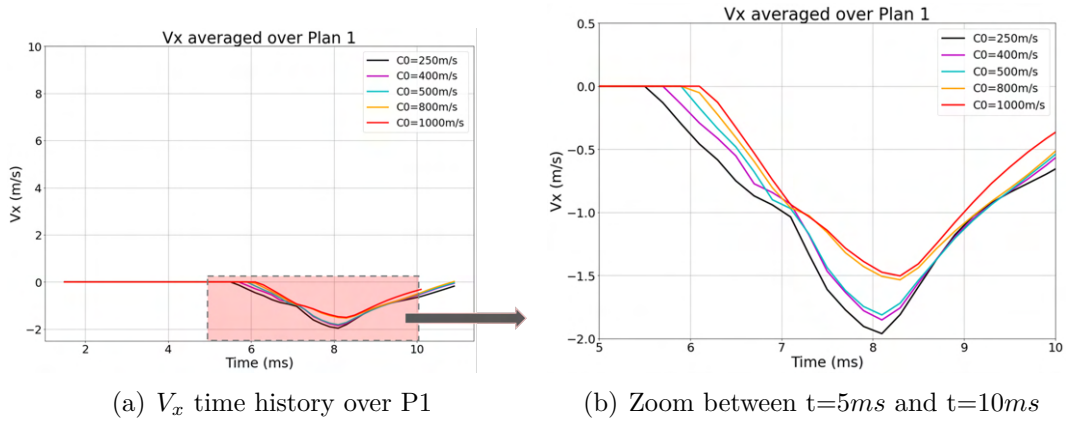 Vx averaged over Plan 1
C0=250m/s
C0=400m/s
C0=500m/s
C0=800m/s
C0=1000m/s
Vx (m/s)
10
8
6
4
2
0
−2
2
4
6
8
10
Time (ms)
(a) Vₓ time history over P1
Vx averaged over Plan 1
C0=250m/s
C0=400m/s
C0=500m/s
C0=800m/s
C0=1000m/s
Vx (m/s)
0.5
0.0
−0.5
−1.0
−1.5
−2.0
5
6
7
8
9
10
Time (ms)
(b) Zoom between t=5ms and t=10ms